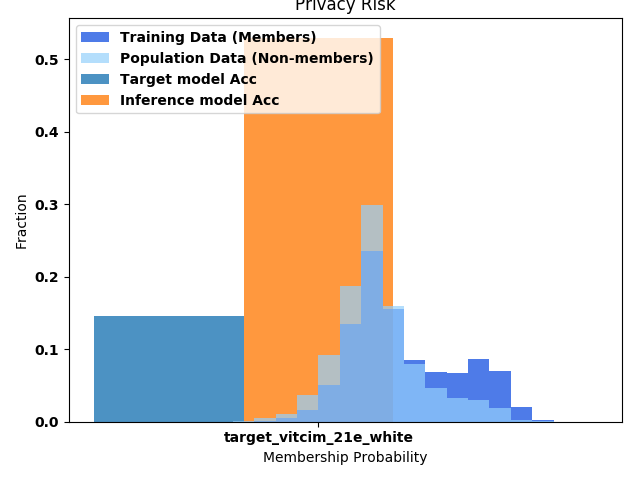 Privacy Risk
Training Data (Members)
Population Data (Non-members)
Target model Acc
Inference model Acc
0.5
0.4
0.3
0.2
0.1
0.0
Fraction
target_vitcim_21e_white
Membership Probability